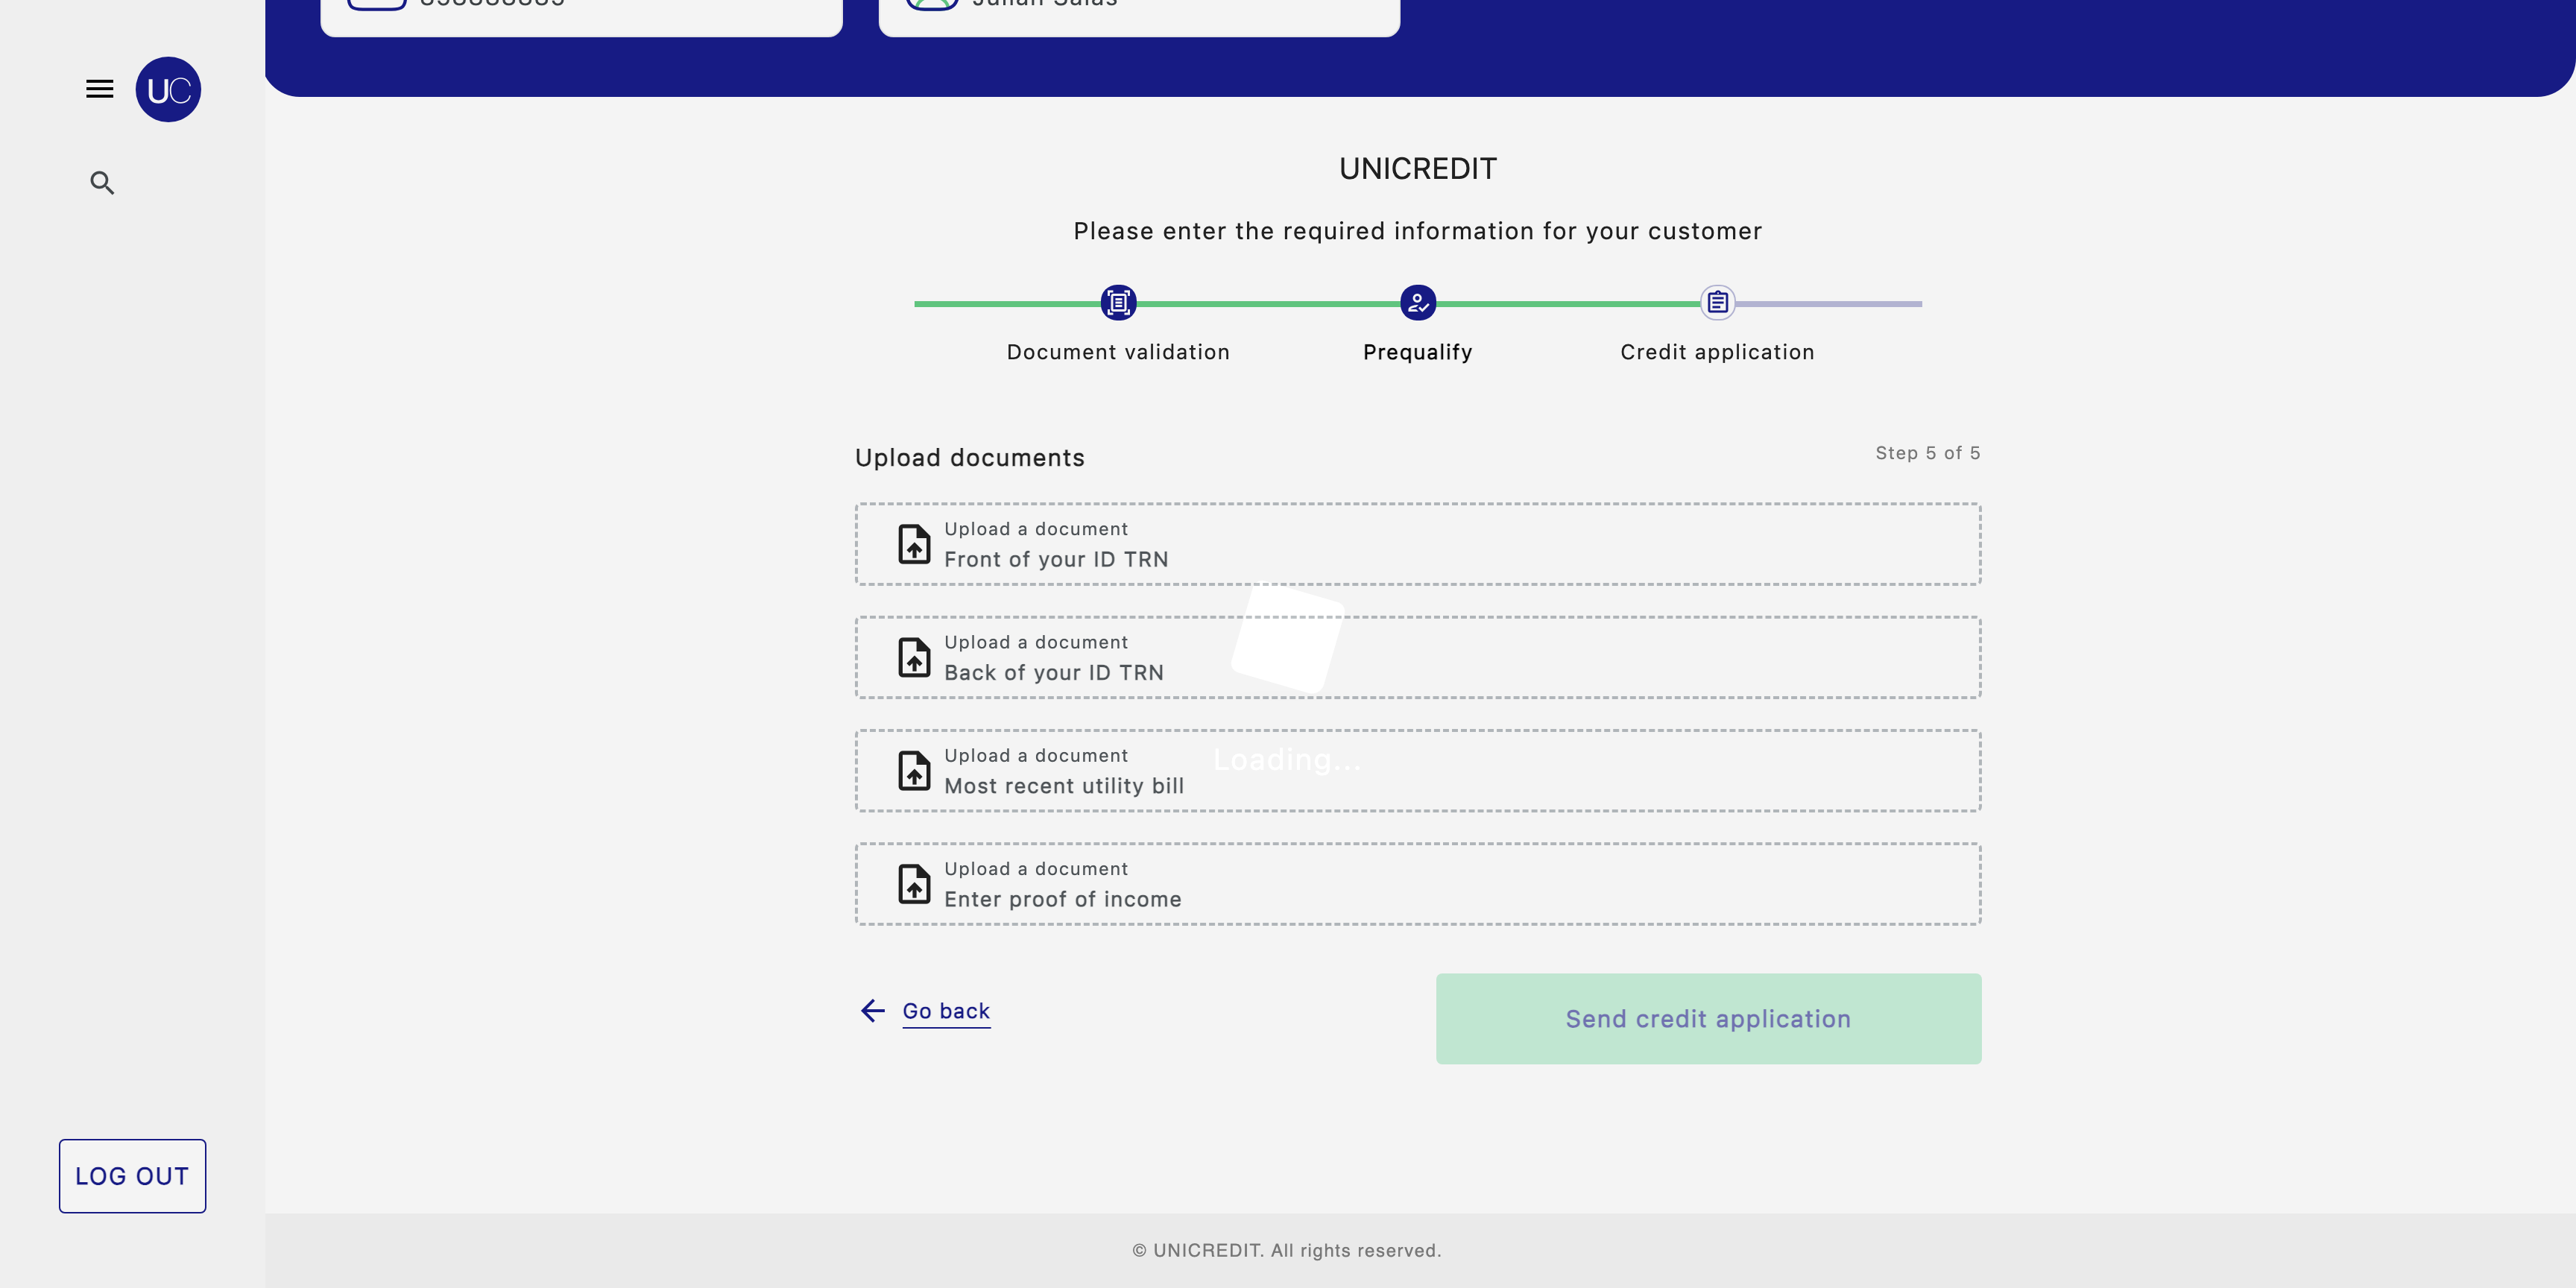 Julian Salas
UC
UNICREDIT
Please enter the required information for your customer
Document validation
Prequalify
Credit application
Upload documents
Step 5 of 5
Upload a document
Front of your ID TRN
Upload a document
Back of your ID TRN
Upload a document
Most recent utility bill
Loading...
Upload a document
Enter proof of income
Go back
Send credit application
LOG OUT
© UNICREDIT. All rights reserved.